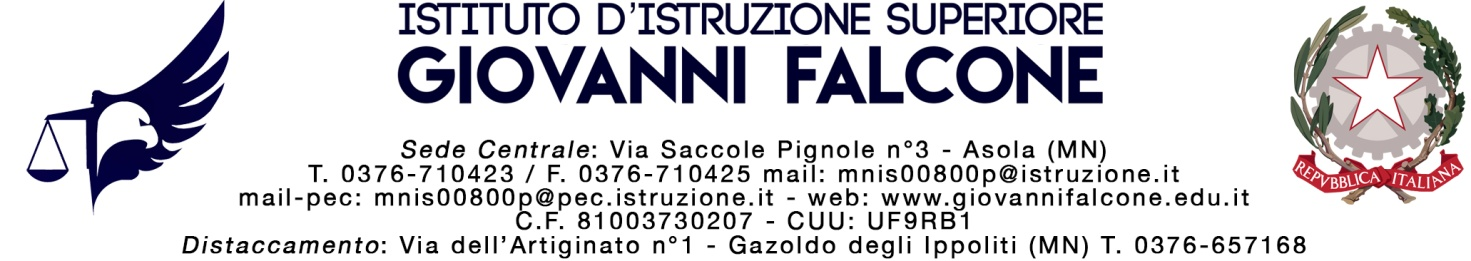 ISTITUTO D'ISTRUZIONE SUPERIORE
GIOVANNI FALCONE
Sede Centrale: Via Saccole Pignole n°3 - Asola (MN)
T. 0376-710423 / F. 0376-710425 mail: mnis00800p@istruzione.it
mail-pec: mnis00800p@pec.istruzione.it - web: www.giovannifalcone.edu.it
C.F. 81003730207 - CUU: UF9RB1
Distaccamento: Via dell'Artiginato n°1 - Gazoldo degli Ippoliti (MN) T. 0376-657168
REPVBBLICA ITALIANA